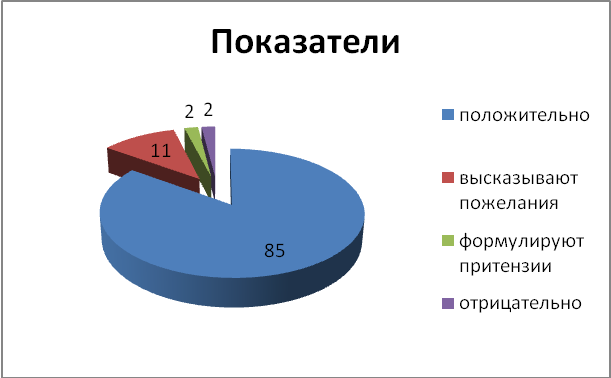 Показатели
2 2
11
85
положительно
высказывают
пожелания
формулируют
притензии
отрицательно